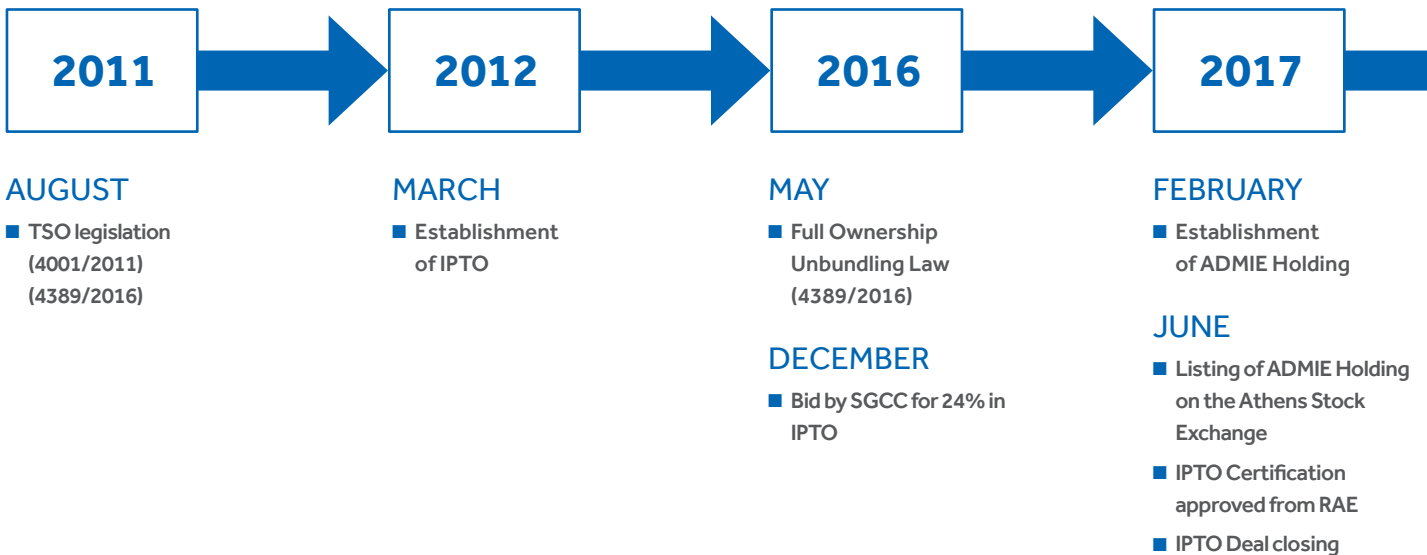 2011
AUGUST
■ TSO legislation
(4001/2011)
(4389/2016)
2012
MARCH
■ Establishment
of IPTO
2016
MAY
■ Full Ownership
Unbundling Law
(4389/2016)
DECEMBER
■ Bid by SGCC for 24% in
IPTO
2017
FEBRUARY
■ Establishment
of ADMIE Holding
JUNE
■ Listing of ADMIE Holding
on the Athens Stock
Exchange
■ IPTO Certification
approved from RAE
■ IPTO Deal closing